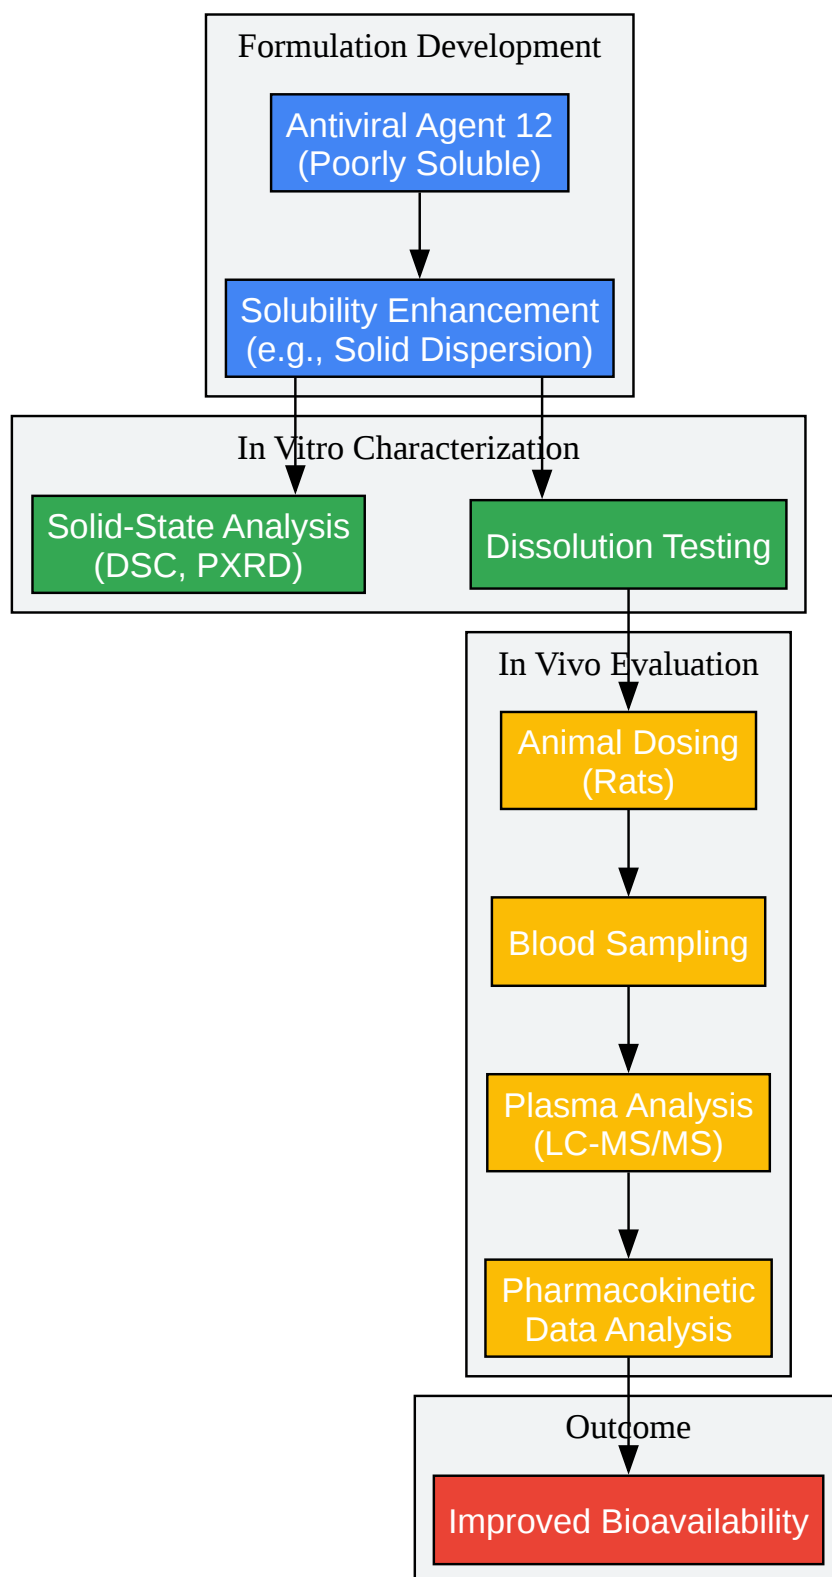 Formulation Development
Antiviral Agent 12
(Poorly Soluble)
Solubility Enhancement
(e.g., Solid Dispersion)
In Vitro Characterization
Solid-State Analysis
(DSC, PXRD)
Dissolution Testing
In Vivo Evaluation
Animal Dosing
(Rats)
Blood Sampling
Plasma Analysis
(LC-MS/MS)
Pharmacokinetic
Data Analysis
Outcome
Improved Bioavailability